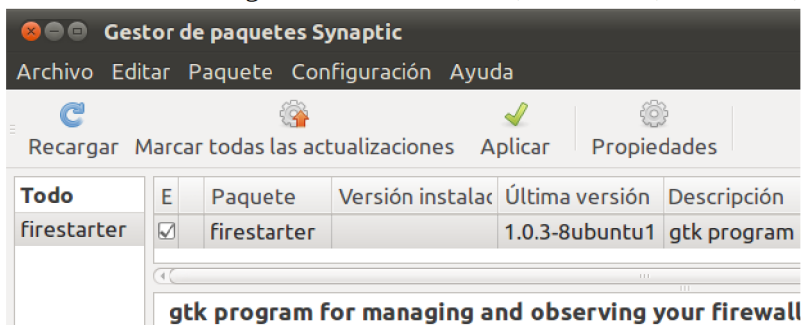 Gestor de paquetes Synaptic
Archivo Editar Paquete Configuración Ayuda
Recargar Marcar todas las actualizaciones Aplicar Propiedades
Todo E Paquete Versión instalac Última versión Descripción
firestarter firestarter 1.0.3-8ubuntu1 gtk program
gtk program for managing and observing your firewall